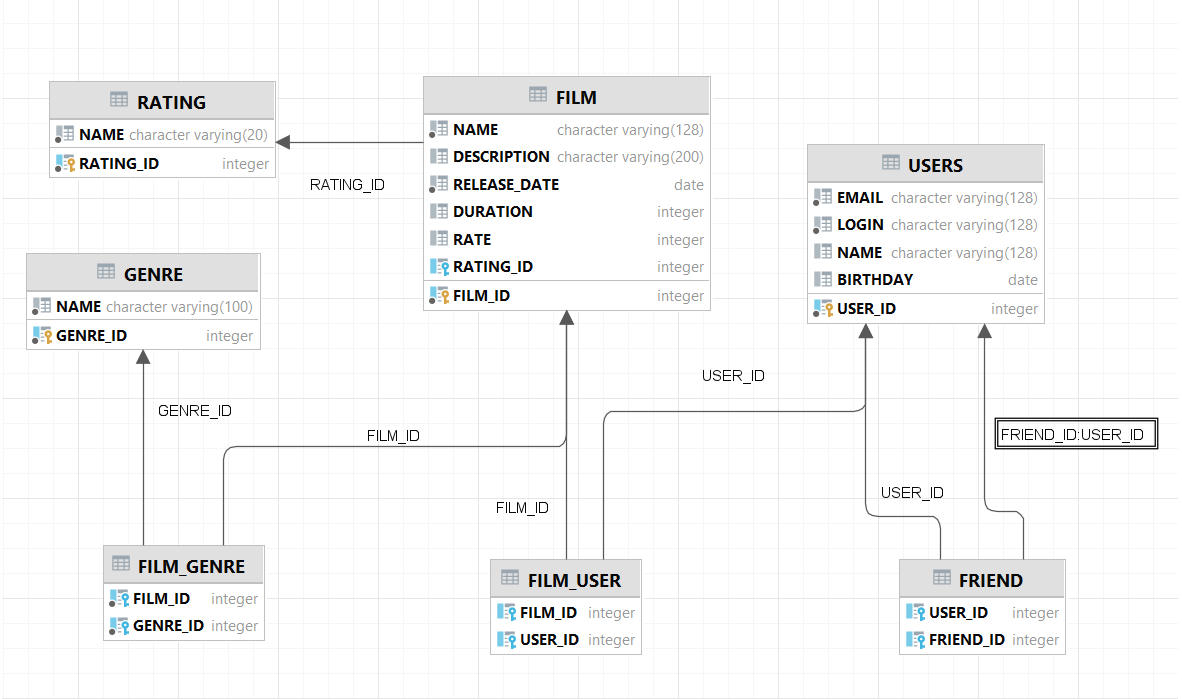 RATING
NAME character varying(20)
RATING_ID integer
RATING_ID
FILM
NAME character varying(128)
DESCRIPTION character varying(200)
RELEASE_DATE date
DURATION integer
RATE integer
RATING_ID integer
FILM_ID integer
USERS
EMAIL character varying(128)
LOGIN character varying(128)
NAME character varying(128)
BIRTHDAY date
USER_ID integer
GENRE
NAME character varying(100)
GENRE_ID integer
GENRE_ID
FILM_ID
USER_ID
FILM_ID
USER_ID
FRIEND_ID:USER_ID
FILM_GENRE
FILM_ID integer
GENRE_ID integer
FILM_USER
FILM_ID integer
USER_ID integer
FRIEND
USER_ID integer
FRIEND_ID integer